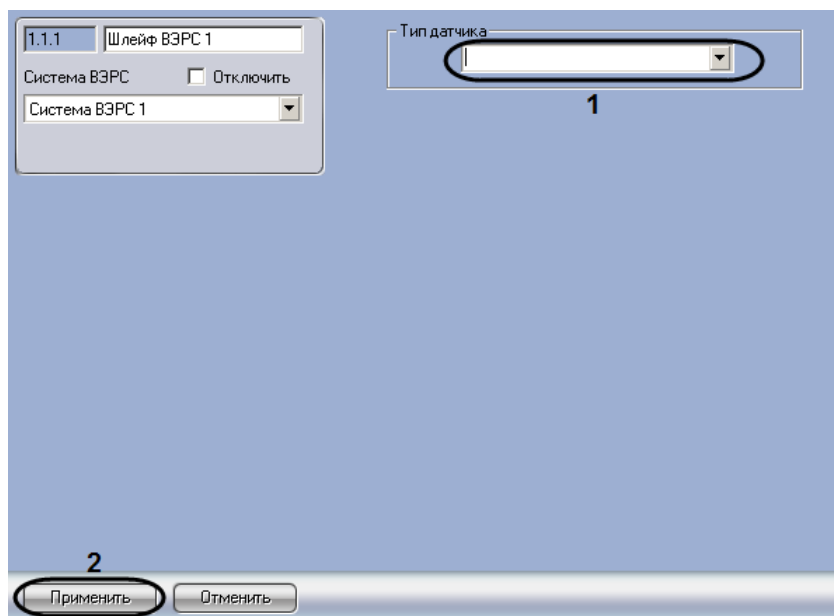 1.1.1 Шлейф ВЭРС 1
Система ВЭРС Отключить
Система ВЭРС 1
Тип датчика
1
2
Применить Отменить